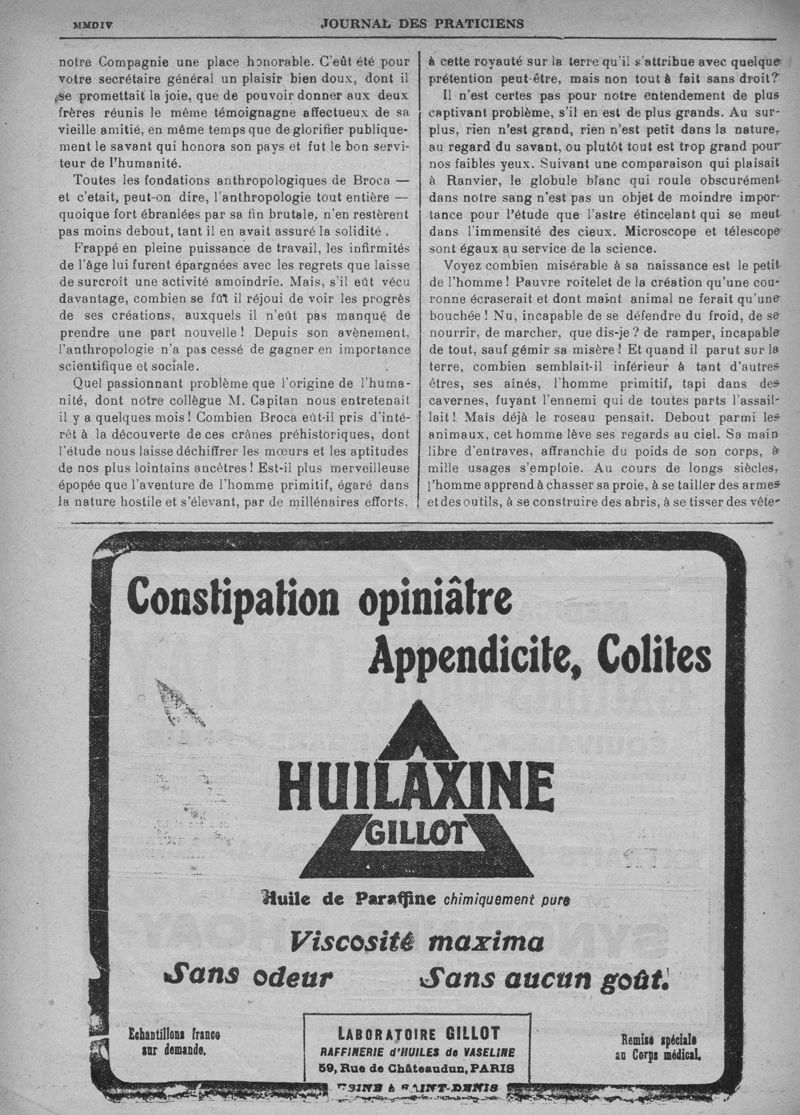 MMDIV
JOURNAL DES PRATICIENS
notre Compagnie une place honorable. C'eût été pour
votre secrétaire général un plaisir bien doux, dont il
se promettait la joie, que de pouvoir donner aux deux
frères réunis le même témoignagne affectueux de sa
vieille amitié, en même temps que de glorifier publique-
ment le savant qui honora son pays et fut le bon servi-
teur de l'humanité.
Toutes les fondations anthropologiques de Broca —
et c'etait, peut-on dire, l'anthropologie tout entière —
quoique fort ébranlées par sa fin brutale, n'en restèrent
pas moins debout, tant il en avait assuré la solidité .
Frappé en pleine puissance de travail, les infirmités
de l'âge lui furent épargnées avec les regrets que laisse
de surcroît une activité amoindrie. Mais, s'il eût vécu
davantage, combien se fût il réjoui de voir les progrès
de ses créations, auxquels il n'eût pas manqué de
prendre une part nouvelle ! Depuis son avènement,
l'anthropologie n'a pas cessé de gagner en importance
scientifique et sociale.
Quel passionnant problème que l'origine de l'huma-
nité, dont notre collègue M. Capitan nous entretenait
il y a quelques mois ! Combien Broca eût-il pris d'inté-
rêt à la découverte de ces crânes préhistoriques, dont
l'étude nous laisse déchiffrer les mœurs et les aptitudes
de nos plus lointains ancêtres ! Est-il plus merveilleuse
épopée que l'aventure de l'homme primitif, égaré dans
la nature hostile et s'élevant, par de millénaires efforts,
à cette royauté sur la terre qu'il s'attribue avec quelque
prétention peut-être, mais non tout à fait sans droit ?
Il n'est certes pas pour notre entendement de plus
captivant problème, s'il en est de plus grands. Au sur-
plus, rien n'est grand, rien n'est petit dans la nature,
au regard du savant, ou plutôt tout est trop grand pour
nos faibles yeux. Suivant une comparaison qui plaisait
à Ranvier, le globule blanc qui roule obscurément
dans notre sang n'est pas un objet de moindre impor-
tance pour l'étude que l'astre étincelant qui se meut
dans l'immensité des cieux. Microscope et télescope
sont égaux au service de la science.
Voyez combien misérable à sa naissance est le petit
de l'homme ! Pauvre roitelet de la création qu'une cou-
ronne écraserait et dont maint animal ne ferait qu'une
bouchée ! Nu, incapable de se défendre du froid, de se
nourrir, de marcher, que dis-je ? de ramper, incapable
de tout, sauf gémir sa misère ! Et quand il parut sur la
terre, combien semblait-il inférieur à tant d'autres
êtres, ses aînés, l'homme primitif, tapi dans des
cavernes, fuyant l'ennemi qui de toutes parts l'assail-
lait ! Mais déjà le roseau pensait. Debout parmi les
animaux, cet homme lève ses regards au ciel. Sa main
libre d'entraves, affranchie du poids de son corps, à
mille usages s'emploie. Au cours de longs siècles,
l'homme apprend à chasser sa proie, à se tailler des armes
et des outils, à se construire des abris, à se tisser des vête-
Constipation opiniâtre
Appendicite, Colites
HUILAXINE
GILLOT
Huile de Paraffine chimiquement pure
Viscosité maxima
Sans odeur Sans aucun goût.
Echantillons franco
sur demande.
LABORATOIRE GILLOT
RAFFINERIE d'HUILES de VASELINE
59, Rue de Châteaudun, PARIS
USINE à SAINT-DENIS
Remise spéciale
au Corps médical.